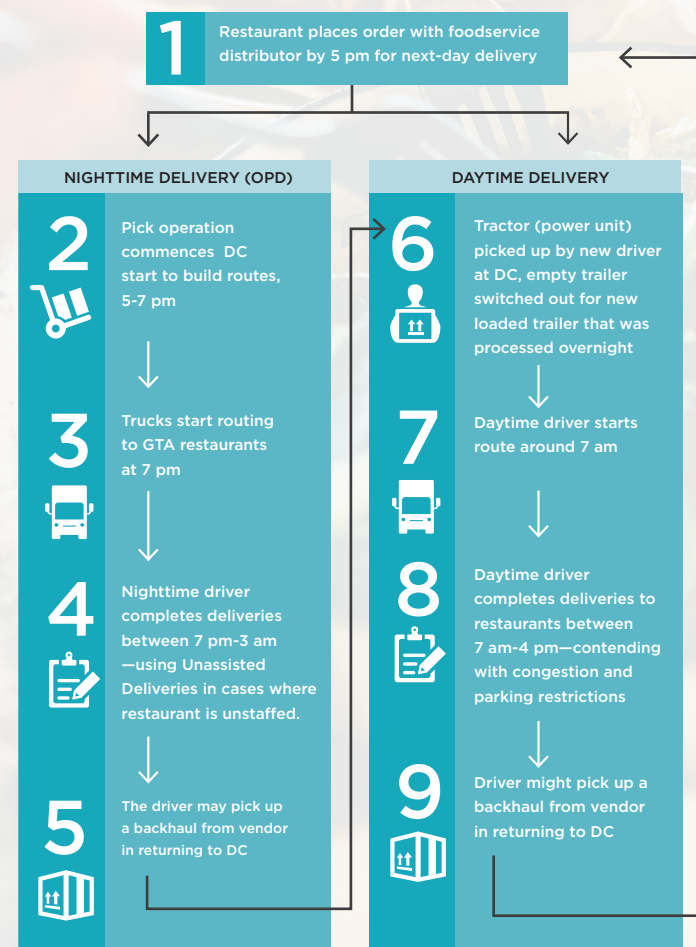 1
Restaurant places order with foodservice
distributor by 5 pm for next-day delivery
NIGHTTIME DELIVERY (OPD)
2
Pick operation
commences DC
start to build routes,
5-7 pm
3
Trucks start routing
to GTA restaurants
at 7 pm
4
Nighttime driver
completes deliveries
between 7 pm-3 am
—using Unassisted
Deliveries in cases where
restaurant is unstaffed.
5
The driver may pick up
a backhaul from vendor
in returning to DC
DAYTIME DELIVERY
6
Tractor (power unit)
picked up by new driver
at DC, empty trailer
switched out for new
loaded trailer that was
processed overnight
7
Daytime driver starts
route around 7 am
8
Daytime driver
completes deliveries to
restaurants between
7 am-4 pm—contending
with congestion and
parking restrictions
9
Driver might pick up a
backhaul from vendor
in returning to DC